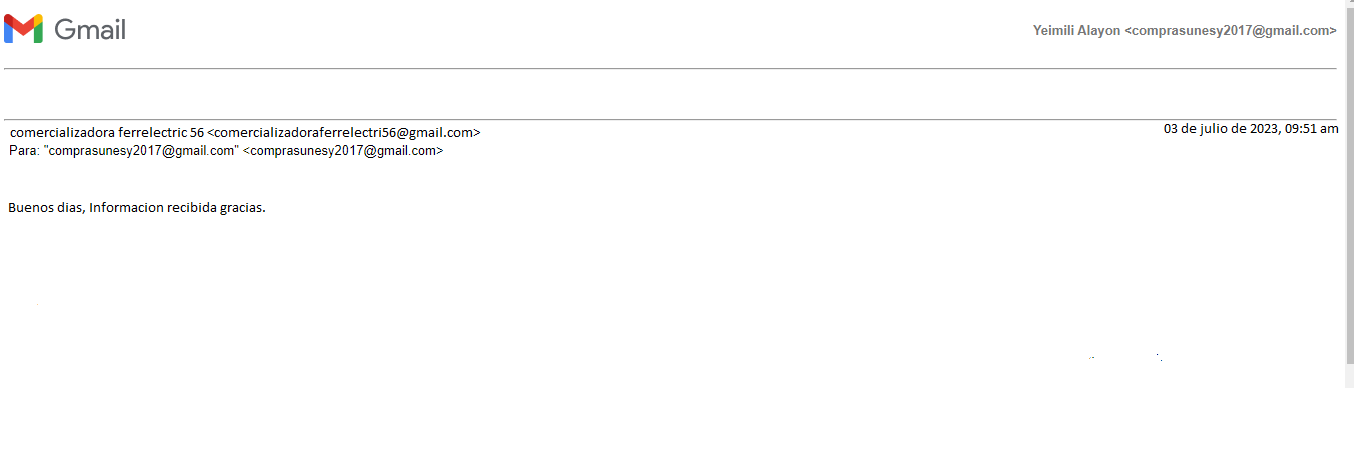 Gmail
Yeimili Alayon <comprasunesy2017@gmail.com>
comercializadora ferrelectric 56 <comercializadoraferrelectri56@gmail.com>
03 de julio de 2023, 09:51 am
Para: "comprasunesy2017@gmail.com" <comprasunesy2017@gmail.com>
Buenos dias, Informacion recibida gracias.